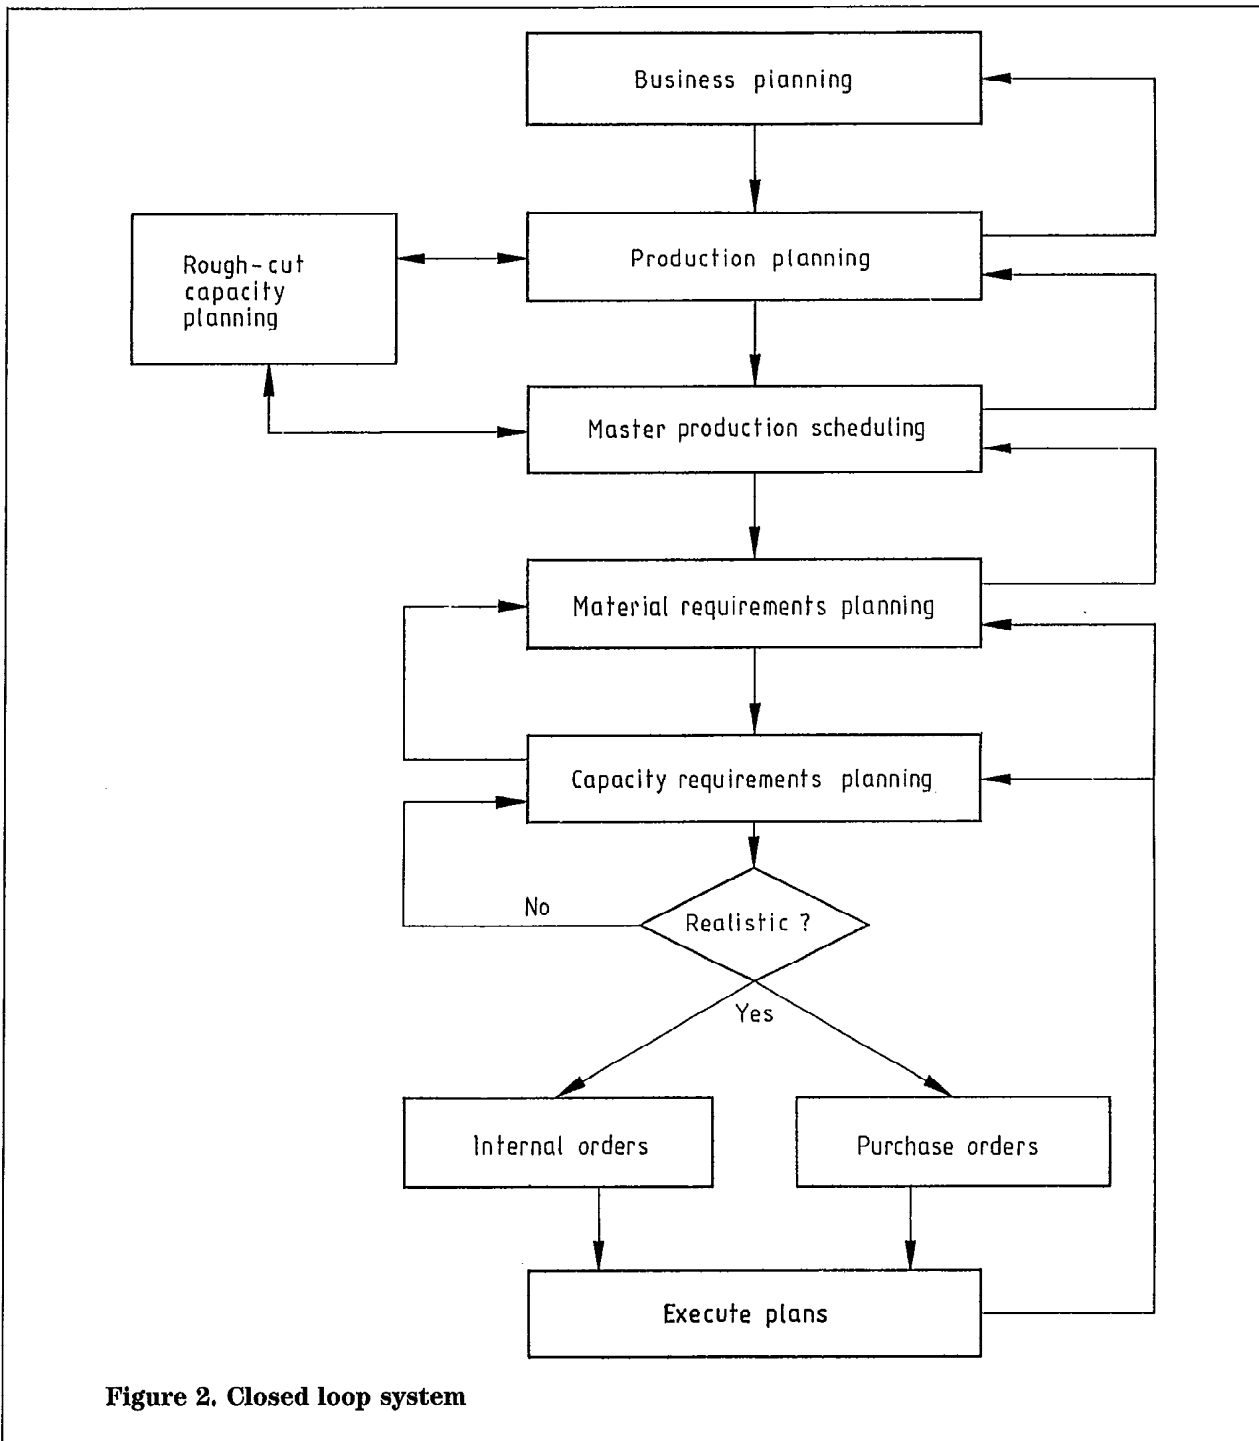 Business planning
Rough-cut
capacity
planning
Production planning
Master production scheduling
Material requirements planning
Capacity requirements planning
No
Realistic ?
Yes
Internal orders
Purchase orders
Execute plans
Figure 2. Closed loop system